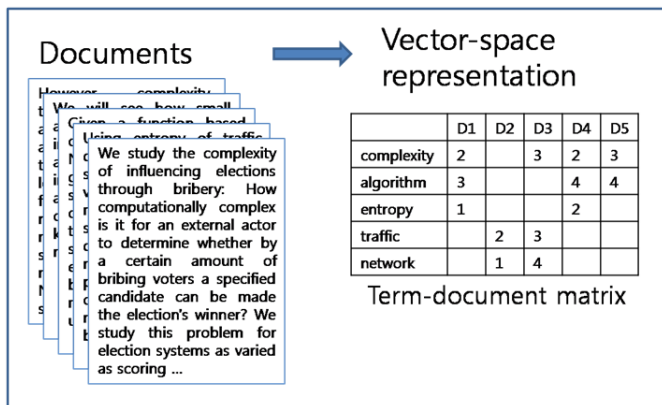 Documents
Vector-space
representation
However complexity
We will see how small
Given a function based
Using entropy of traffic
We study the complexity
of influencing elections
through bribery: How
computationally complex
is it for an external actor
to determine whether by
a certain amount of
bribing voters a specified
candidate can be made
the election's winner? We
study this problem for
election systems as varied
as scoring ...
D1 D2 D3 D4 D5
complexity 2 3 2 3
algorithm 3 4 4
entropy 1 2
traffic 2 3
network 1 4
Term-document matrix